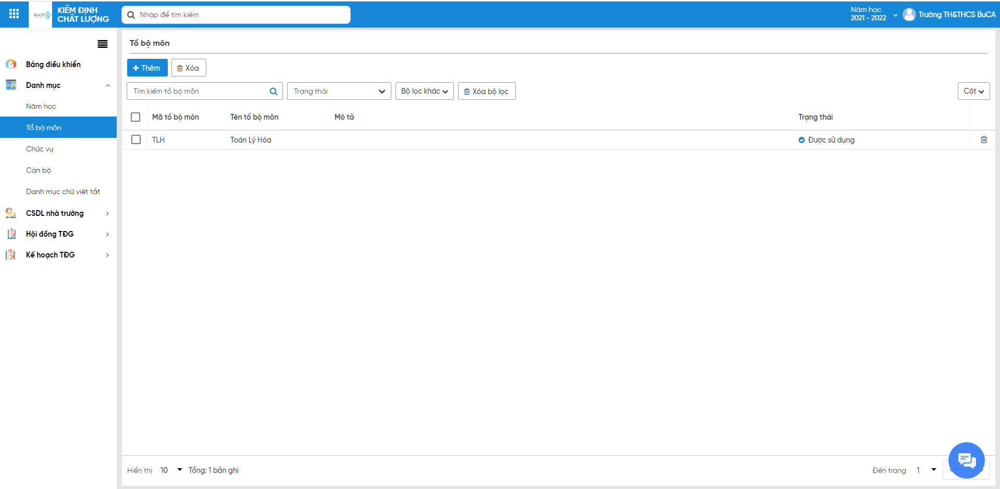 BUCA
KIỂM ĐỊNH
CHẤT LƯỢNG
Nhập để tìm kiếm
Năm học
2021 - 2022
Trường TH&THCS BuCA
Bảng điều khiển
Danh mục
Năm học
Tổ bộ môn
Chức vụ
Cán bộ
Danh mục chữ viết tắt
CSDL nhà trường
Hội đồng TĐG
Kế hoạch TĐG
Tổ bộ môn
Thêm
Xóa
Tìm kiếm tổ bộ môn
Trạng thái
Bộ lọc khác
Xóa bộ lọc
Cột
Mã tổ bộ môn
Tên tổ bộ môn
Mô tả
Trạng thái
TLH
Toán Lý Hóa
Được sử dụng
Hiển thị
10
Tổng: 1 bản ghi
Đến trang
1